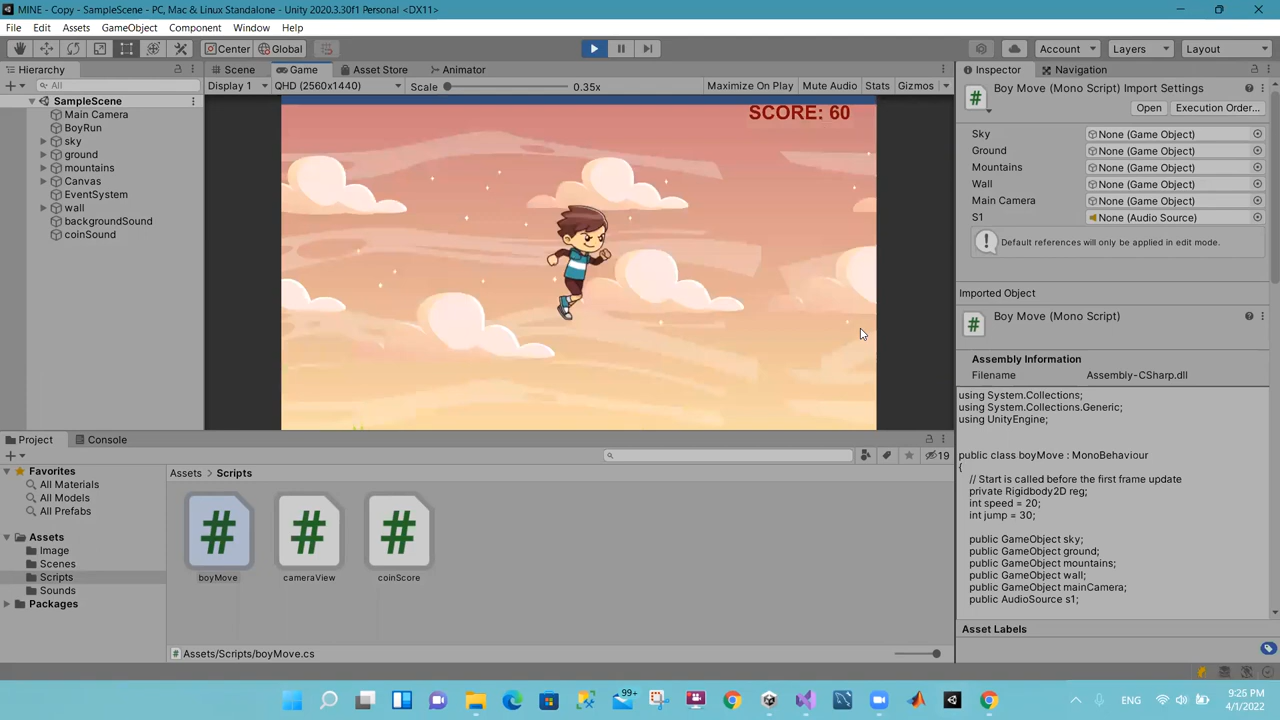 MINE - Copy - SampleScene - PC, Mac & Linux Standalone - Unity 2020.3.30f1 Personal <DX11>
File Edit Assets GameObject Component Window Help
Center Global Account Layers Layout
Hierarchy Scene Game Asset Store Animator Inspector Navigation
All Display 1 QHD (2560x1440) Scale 0.35x Maximize On Play Mute Audio Stats Gizmos
Boy Move (Mono Script) Import Settings
Open Execution Order...
SampleScene
Main Camera
BoyRun
sky
ground
mountains
Canvas
EventSystem
wall
backgroundSound
coinSound
SCORE: 60
Sky None (Game Object)
Ground None (Game Object)
Mountains None (Game Object)
Wall None (Game Object)
Main Camera None (Game Object)
S1 None (Audio Source)
Default references will only be applied in edit mode.
Imported Object
Boy Move (Mono Script)
Assembly Information
Filename Assembly-CSharp.dll
using System.Collections;
using System.Collections.Generic;
using UnityEngine;
public class boyMove : MonoBehaviour
{
// Start is called before the first frame update
private Rigidbody2D reg;
int speed = 20;
int jump = 30;
public GameObject sky;
public GameObject ground;
public GameObject mountains;
public GameObject wall;
public GameObject mainCamera;
public AudioSource s1;
Asset Labels
Project Console
19
Favorites
All Materials
All Models
All Prefabs
Assets
Image
Scenes
Scripts
Sounds
Packages
Assets > Scripts
# # #
boyMove cameraView coinScore
Assets/Scripts/boyMove.cs
99+
ENG
9:26 PM
4/1/2022